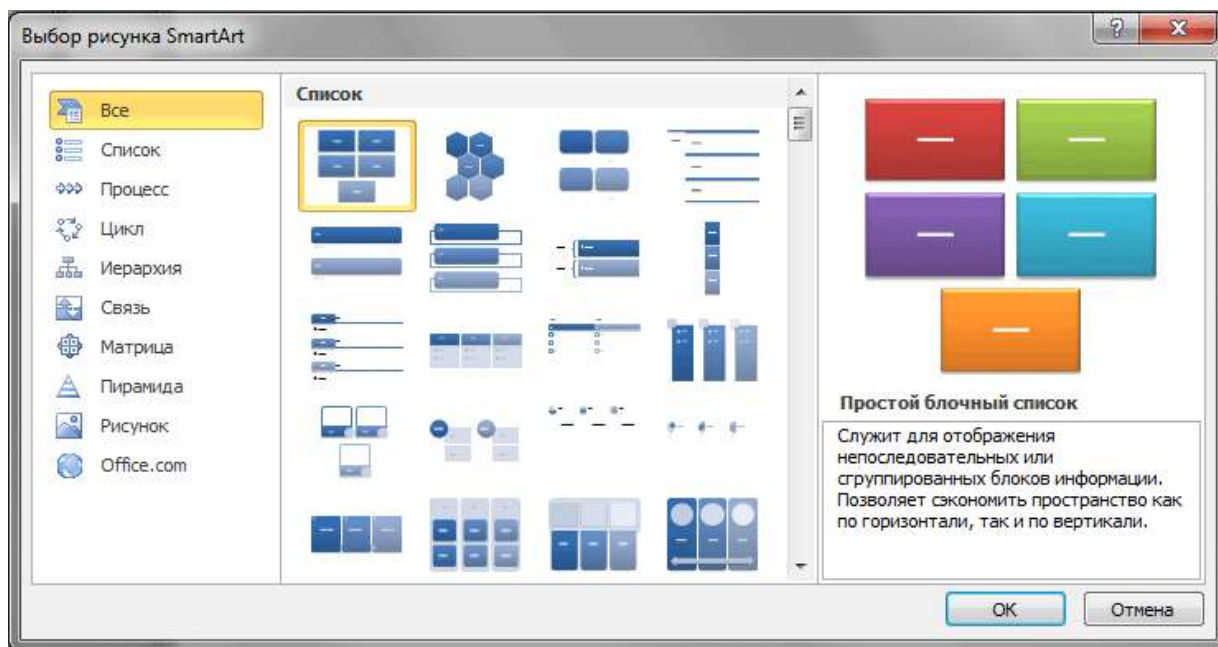 Выбор рисунка SmartArt
Все
Список
Процесс
Цикл
Иерархия
Связь
Матрица
Пирамида
Рисунок
Office.com
Список
Простой блочный список
Служит для отображения
непоследовательных или
сгруппированных блоков информации.
Позволяет сэкономить пространство как
по горизонтали, так и по вертикали.
ОК
Отмена